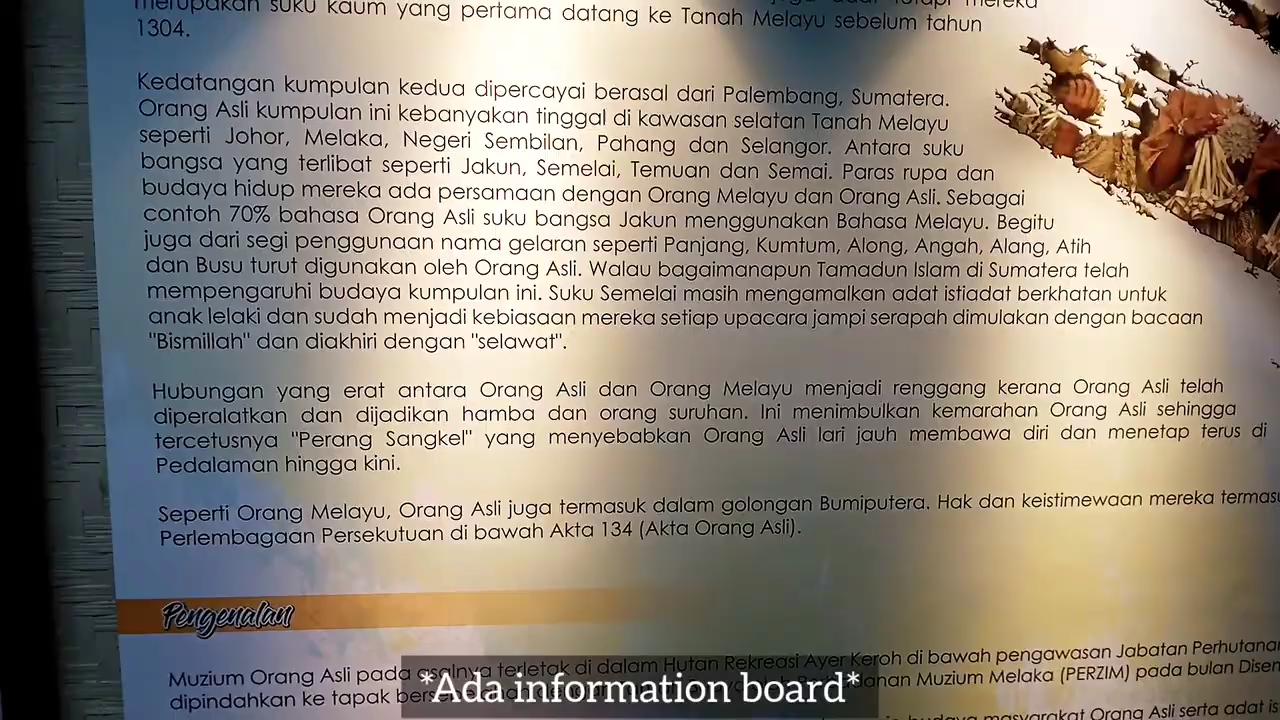 merupakan suku kaum yang pertama datang ke Tanah Melayu sebelum tahun
1304.
Kedatangan kumpulan kedua dipercayai berasal dari Palembang, Sumatera.
Orang Asli kumpulan ini kebanyakan tinggal di kawasan selatan Tanah Melayu
seperti Johor, Melaka, Negeri Sembilan, Pahang dan Selangor. Antara suku
bangsa yang terlibat seperti Jakun, Semelai, Temuan dan Semai. Paras rupa dan
budaya hidup mereka ada persamaan dengan Orang Melayu dan Orang Asli. Sebagai
contoh 70% bahasa Orang Asli suku bangsa Jakun menggunakan Bahasa Melayu. Begitu
juga dari segi penggunaan nama gelaran seperti Panjang, Kumtum, Along, Angah, Alang, Atih
dan Busu turut digunakan oleh Orang Asli. Walau bagaimanapun Tamadun Islam di Sumatera telah
mempengaruhi budaya kumpulan ini. Suku Semelai masih mengamalkan adat istiadat berkhatan untuk
anak lelaki dan sudah menjadi kebiasaan mereka setiap upacara jampi serapah dimulakan dengan bacaan
"Bismillah" dan diakhiri dengan "selawat".
Hubungan yang erat antara Orang Asli dan Orang Melayu menjadi renggang kerana Orang Asli telah
diperalatkan dan dijadikan hamba dan orang suruhan. Ini menimbulkan kemarahan Orang Asli sehingga
tercetusnya "Perang Sangkel" yang menyebabkan Orang Asli lari jauh membawa diri dan menetap terus di
Pedalaman hingga kini.
Seperti Orang Melayu, Orang Asli juga termasuk dalam golongan Bumiputera. Hak dan keistimewaan mereka
Perlembagaan Persekutuan di bawah Akta 134 (Akta Orang Asli).
Pengenalan
Muzium Orang Asli pada asalnya terletak di dalam Hutan Rekreasi Ayer Keroh di bawah pengawasan Jabatan
dipindahkan ke tapak Muzium Melaka (PERZIM) pada bulan
masyarakat Orang Asli serta adat
*Ada information board*